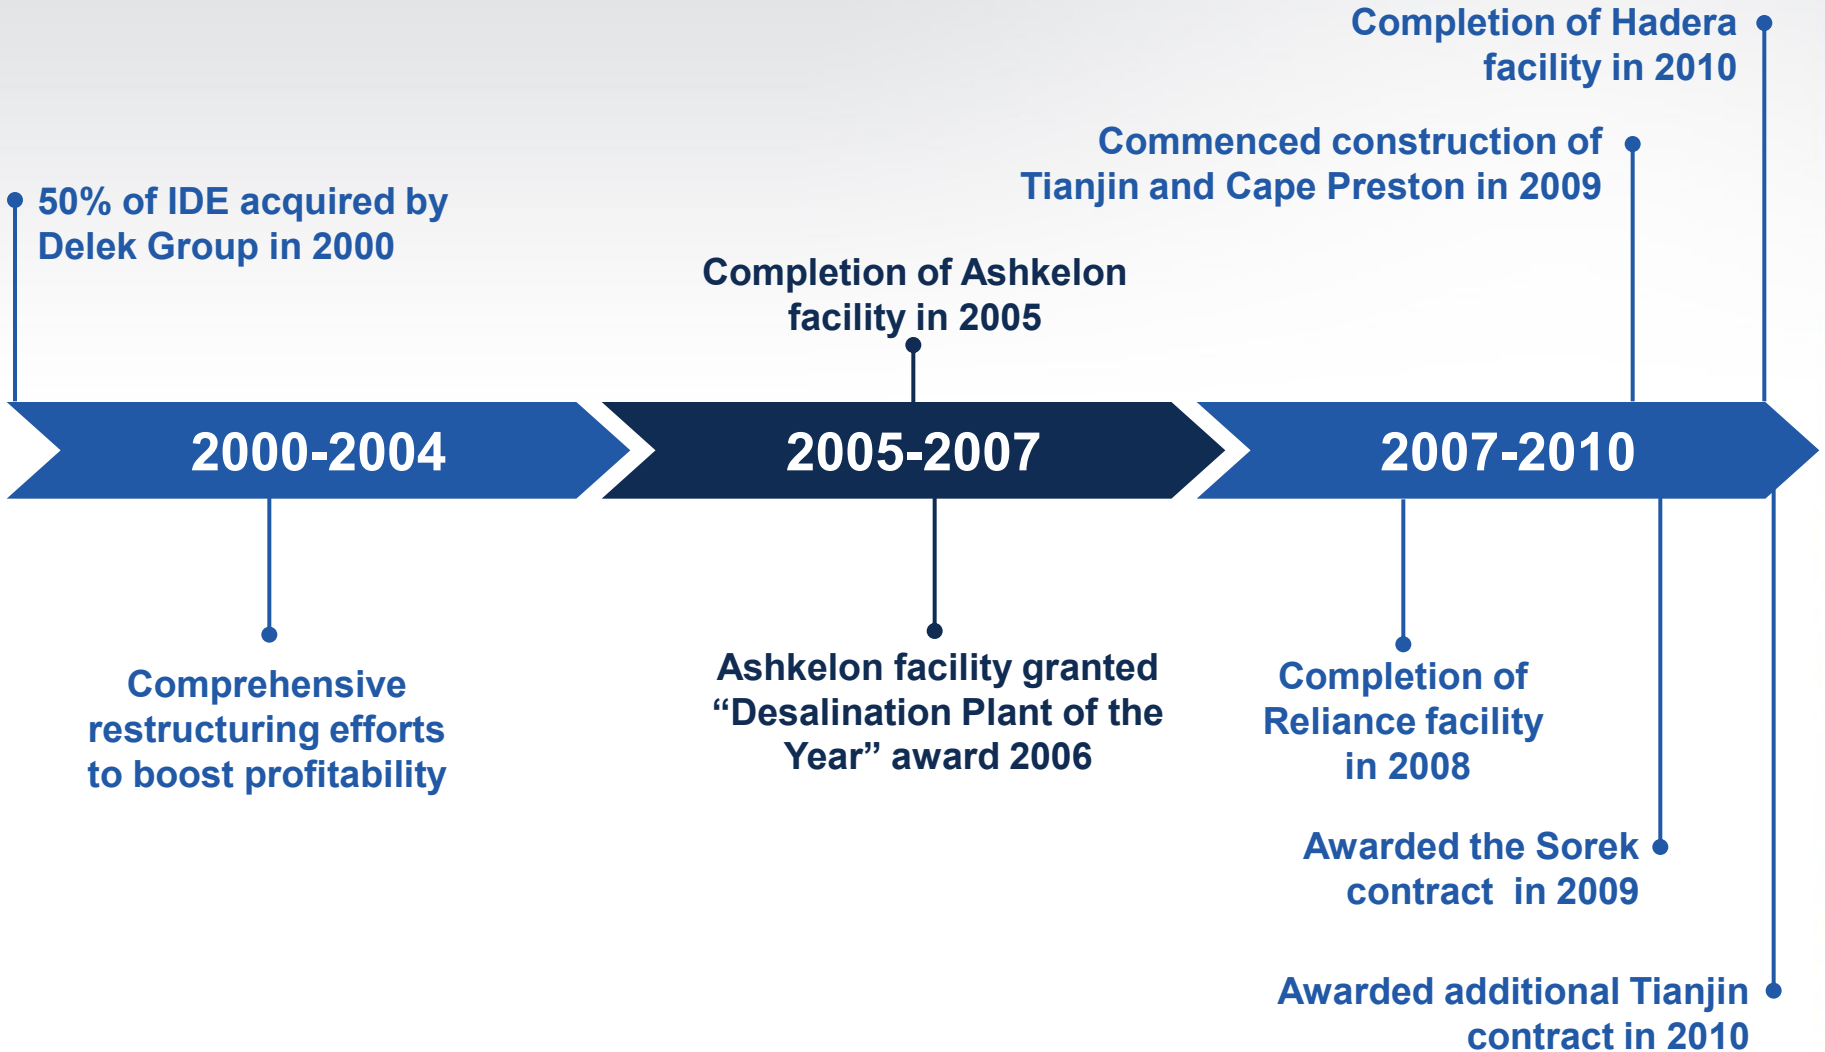 Completion of Hadera
facility in 2010
Commenced construction of
Tianjin and Cape Preston in 2009
50% of IDE acquired by
Delek Group in 2000
Completion of Ashkelon
facility in 2005
2000-2004
2005-2007
2007-2010
Comprehensive
restructuring efforts
to boost profitability
Ashkelon facility granted
“Desalination Plant of the
Year” award 2006
Completion of
Reliance facility
in 2008
Awarded the Sorek
contract  in 2009
Awarded additional Tianjin
contract in 2010